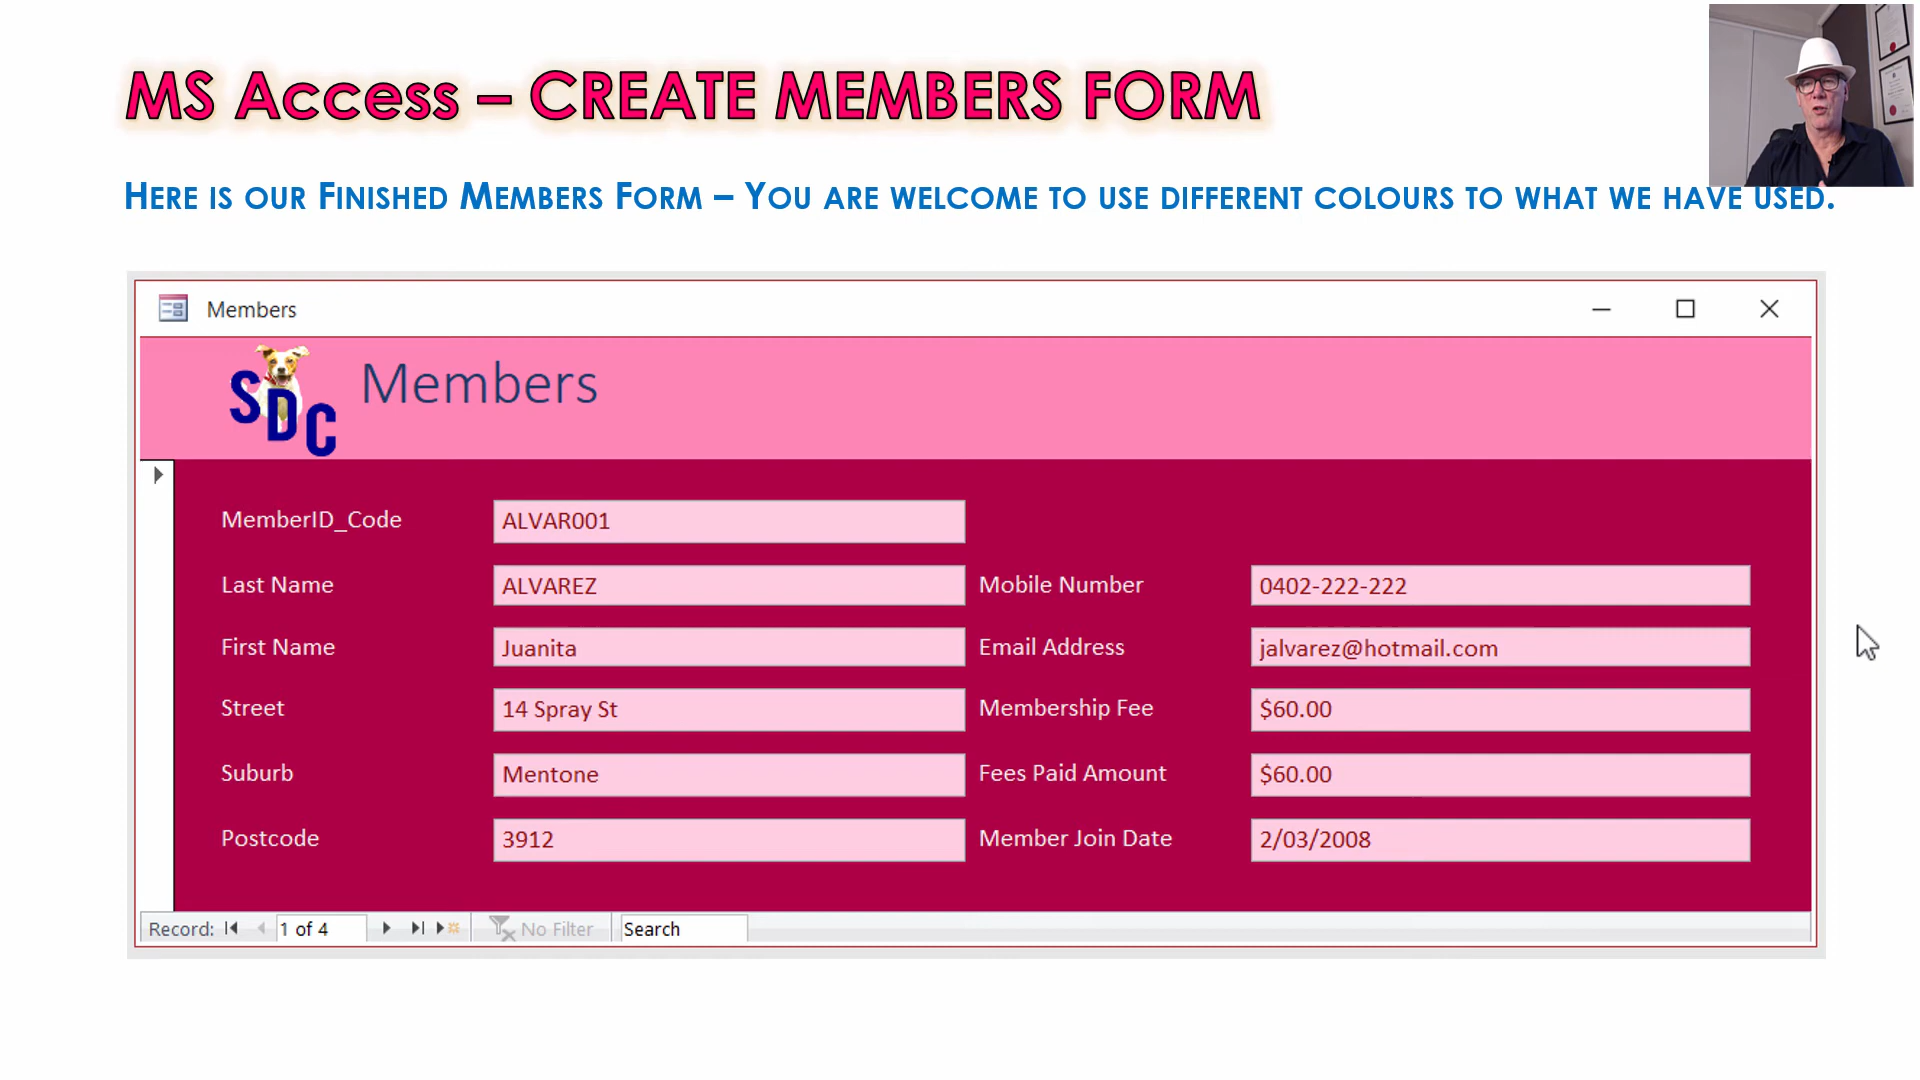 MS Access – CREATE MEMBERS FORM
HERE IS OUR FINISHED MEMBERS FORM – YOU ARE WELCOME TO USE DIFFERENT COLOURS TO WHAT WE HAVE USED.
Members
SDC Members
MemberID_Code ALVAR001
Last Name ALVAREZ Mobile Number 0402-222-222
First Name Juanita Email Address jalvarez@hotmail.com
Street 14 Spray St Membership Fee $60.00
Suburb Mentone Fees Paid Amount $60.00
Postcode 3912 Member Join Date 2/03/2008
Record: 1 of 4 No Filter Search